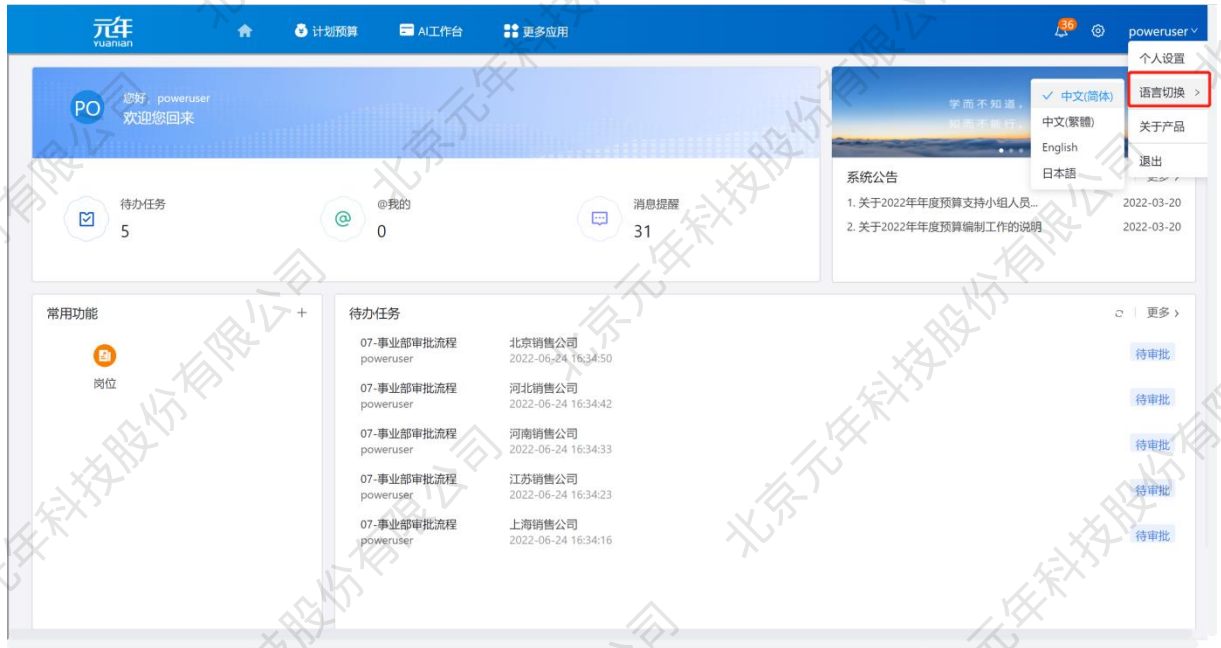 元年
yuanian
计划预算
AI工作台
更多应用
36
poweruser
个人设置
语言切换 >
关于产品
退出
✓ 中文(简体)
中文(繁體)
English
日本語
PO
您好，poweruser
欢迎您回来
学而不知道，
待办任务
5
@我的
0
消息提醒
31
系统公告
更多 >
1. 关于2022年年度预算支持小组人员... 2022-03-20
2. 关于2022年年度预算编制工作的说明 2022-03-20
常用功能 +
岗位
待办任务
更多 >
07-事业部审批流程 北京销售公司 待审批
poweruser 2022-06-24 16:34:50
07-事业部审批流程 河北销售公司 待审批
poweruser 2022-06-24 16:34:42
07-事业部审批流程 河南销售公司 待审批
poweruser 2022-06-24 16:34:33
07-事业部审批流程 江苏销售公司 待审批
poweruser 2022-06-24 16:34:23
07-事业部审批流程 上海销售公司 待审批
poweruser 2022-06-24 16:34:16
北京元年科技股份有限公司